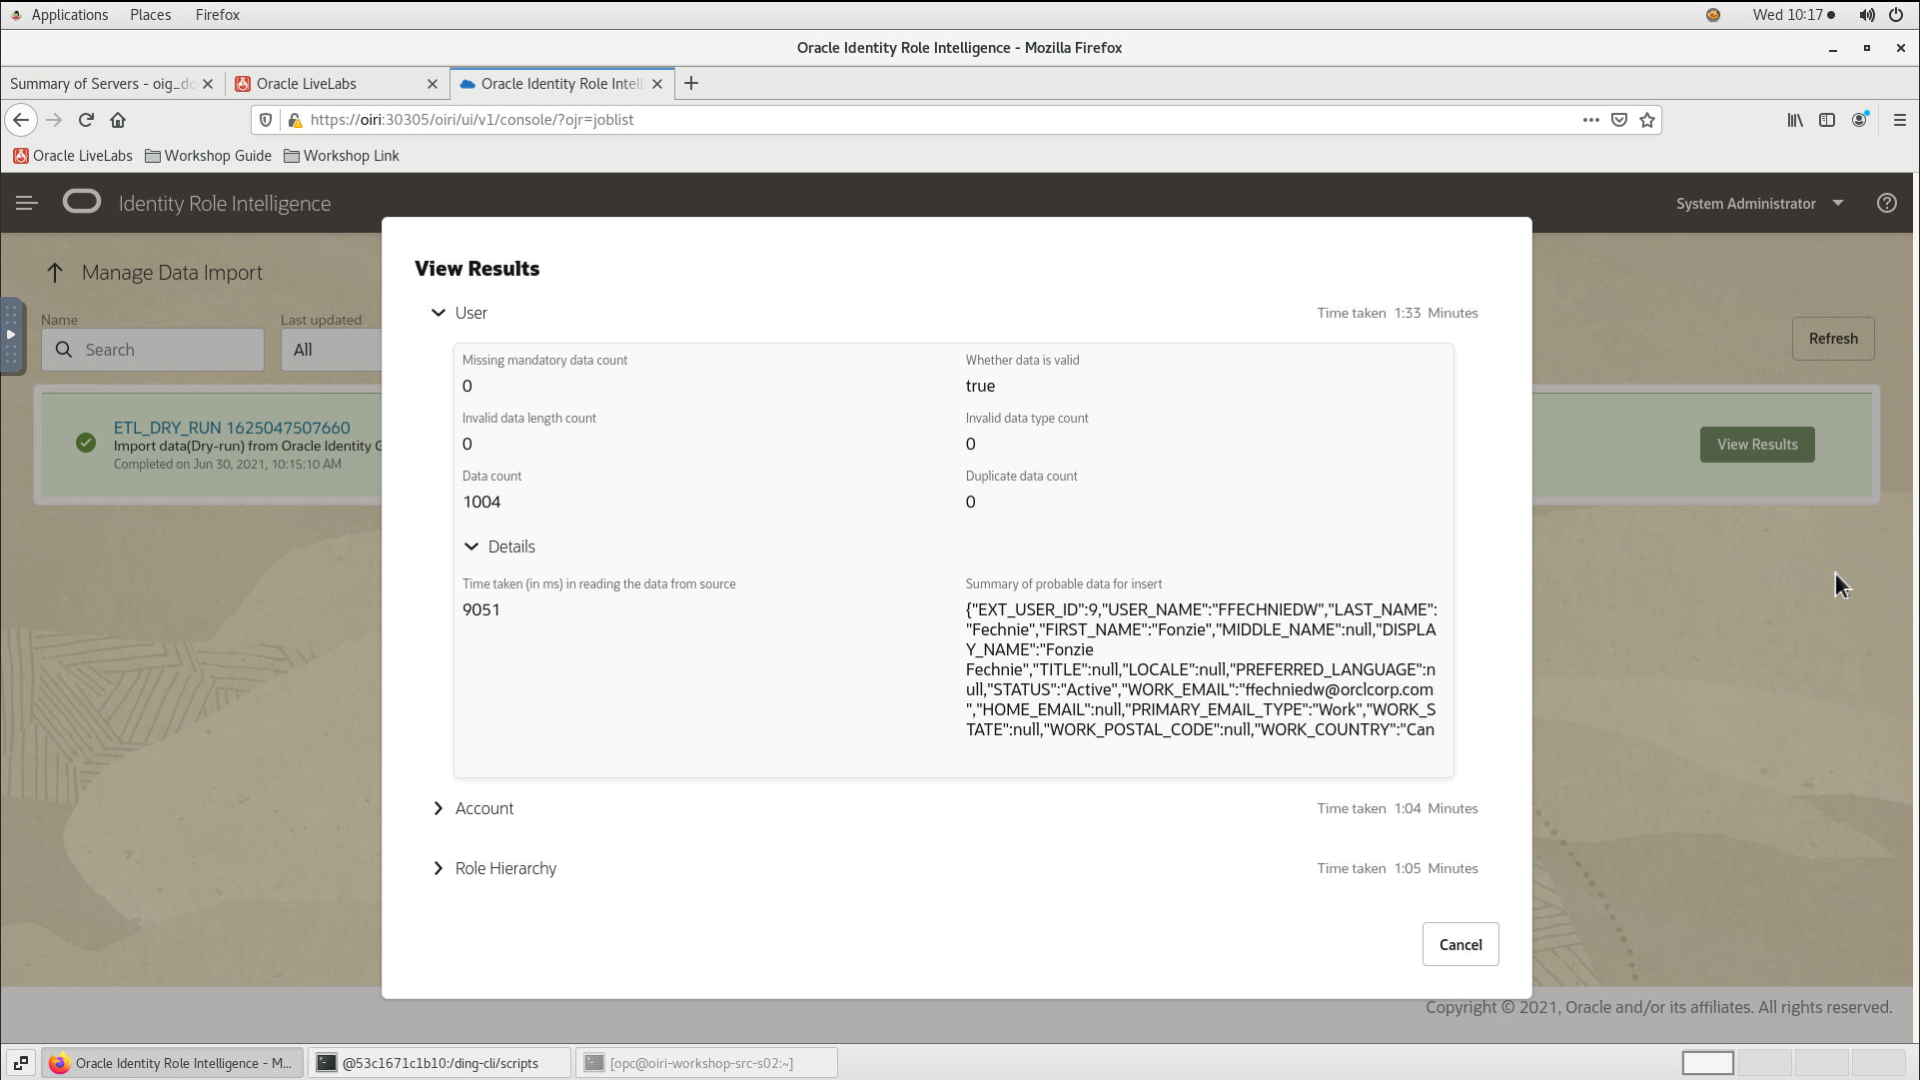 Applications Places Firefox Wed 10:17
Oracle Identity Role Intelligence - Mozilla Firefox
Summary of Servers - oig_do Oracle LiveLabs Oracle Identity Role Intell
https://oiri:30305/oiri/ui/v1/console/?ojr=joblist
Oracle LiveLabs Workshop Guide Workshop Link
Identity Role Intelligence System Administrator
Manage Data Import
Name Last updated
Search All Refresh
ETL_DRY_RUN 1625047507660
Import data(Dry-run) from Oracle Identity G
Completed on Jun 30, 2021, 10:15:10 AM
View Results
View Results
User Time taken 1:33 Minutes
Missing mandatory data count Whether data is valid
0 true
Invalid data length count Invalid data type count
0 0
Data count Duplicate data count
1004 0
Details
Time taken (in ms) in reading the data from source Summary of probable data for insert
9051 {"EXT_USER_ID":9,"USER_NAME":"FFECHNIEDW","LAST_NAME":
"Fechnie","FIRST_NAME":"Fonzie","MIDDLE_NAME":null,"DISPLA
Y_NAME":"Fonzie
Fechnie","TITLE":null,"LOCALE":null,"PREFERRED_LANGUAGE":n
ull,"STATUS":"Active","WORK_EMAIL":"ffechniedw@orclcorp.com
","HOME_EMAIL":null,"PRIMARY_EMAIL_TYPE":"Work","WORK_S
TATE":null,"WORK_POSTAL_CODE":null,"WORK_COUNTRY":"Can
Account Time taken 1:04 Minutes
Role Hierarchy Time taken 1:05 Minutes
Cancel
Copyright © 2021, Oracle and/or its affiliates. All rights reserved.
Oracle Identity Role Intelligence - M... @53c1671c1b10:/ding-cli/scripts [opc@oiri-workshop-src-s02:~]